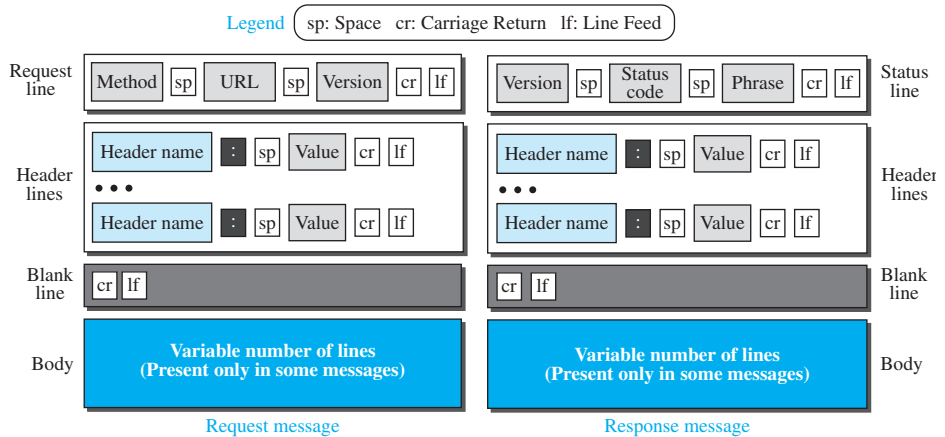 Legend sp: Space cr: Carriage Return lf: Line Feed
Request line
Method sp URL sp Version cr lf
Header lines
Header name : sp Value cr lf
• • •
Header name : sp Value cr lf
Blank line
cr lf
Body
Variable number of lines
(Present only in some messages)
Request message
Version sp Status code sp Phrase cr lf
Status line
Header name : sp Value cr lf
• • •
Header name : sp Value cr lf
Header lines
cr lf
Blank line
Variable number of lines
(Present only in some messages)
Body
Response message